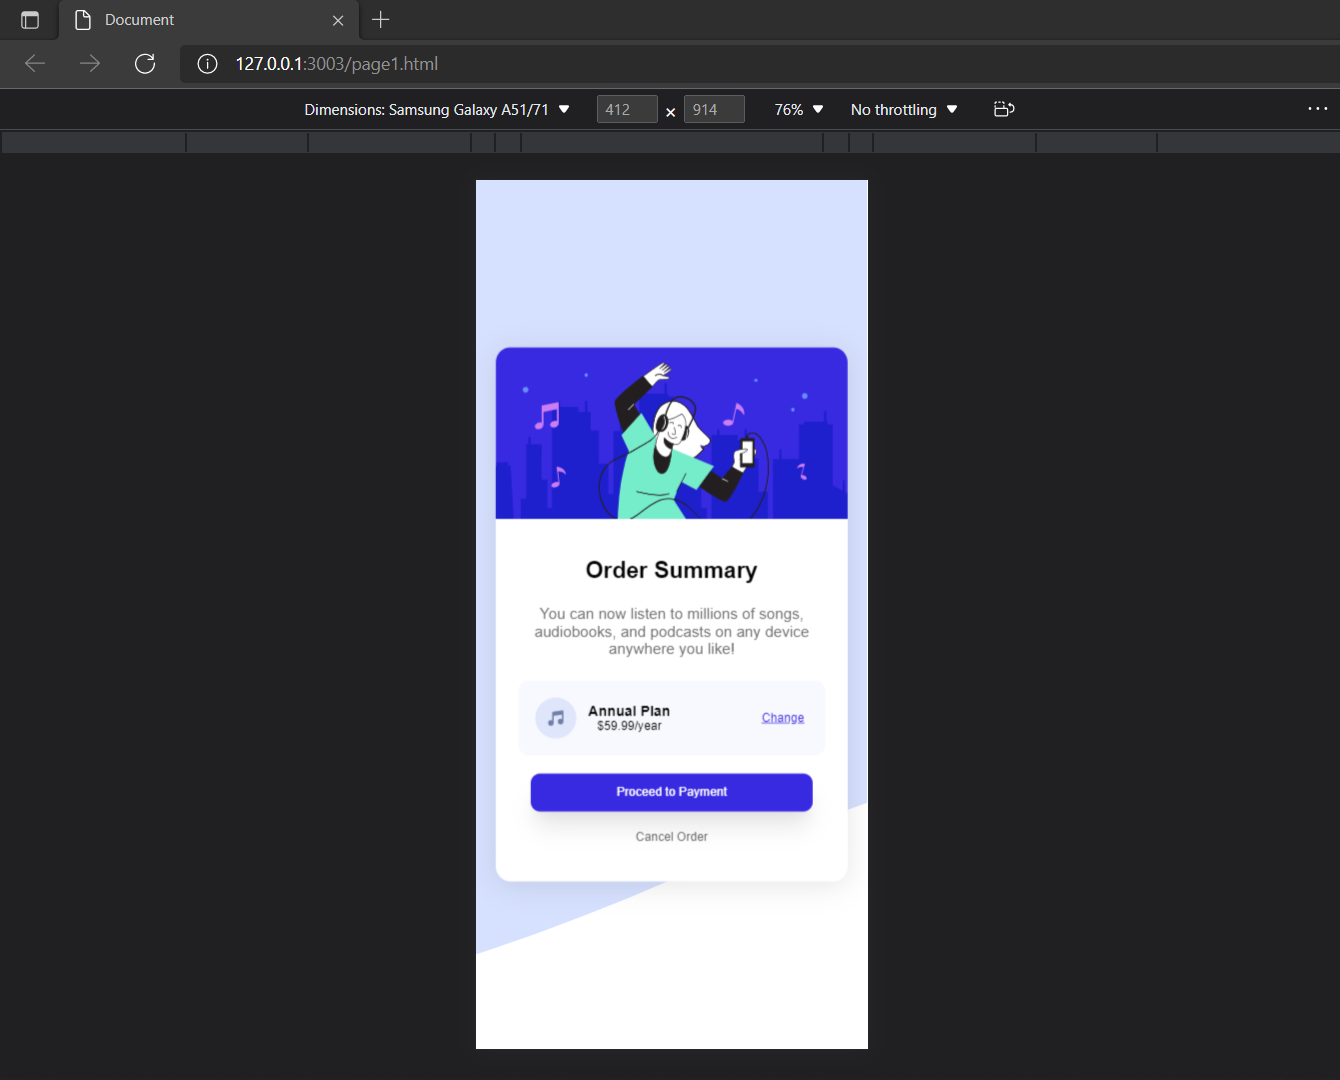 Document
127.0.0.1:3003/page1.html
Dimensions: Samsung Galaxy A51/71 412 × 914 76% No throttling
Order Summary
You can now listen to millions of songs,
audiobooks, and podcasts on any device
anywhere you like!
Annual Plan
$59.99/year
Change
Proceed to Payment
Cancel Order